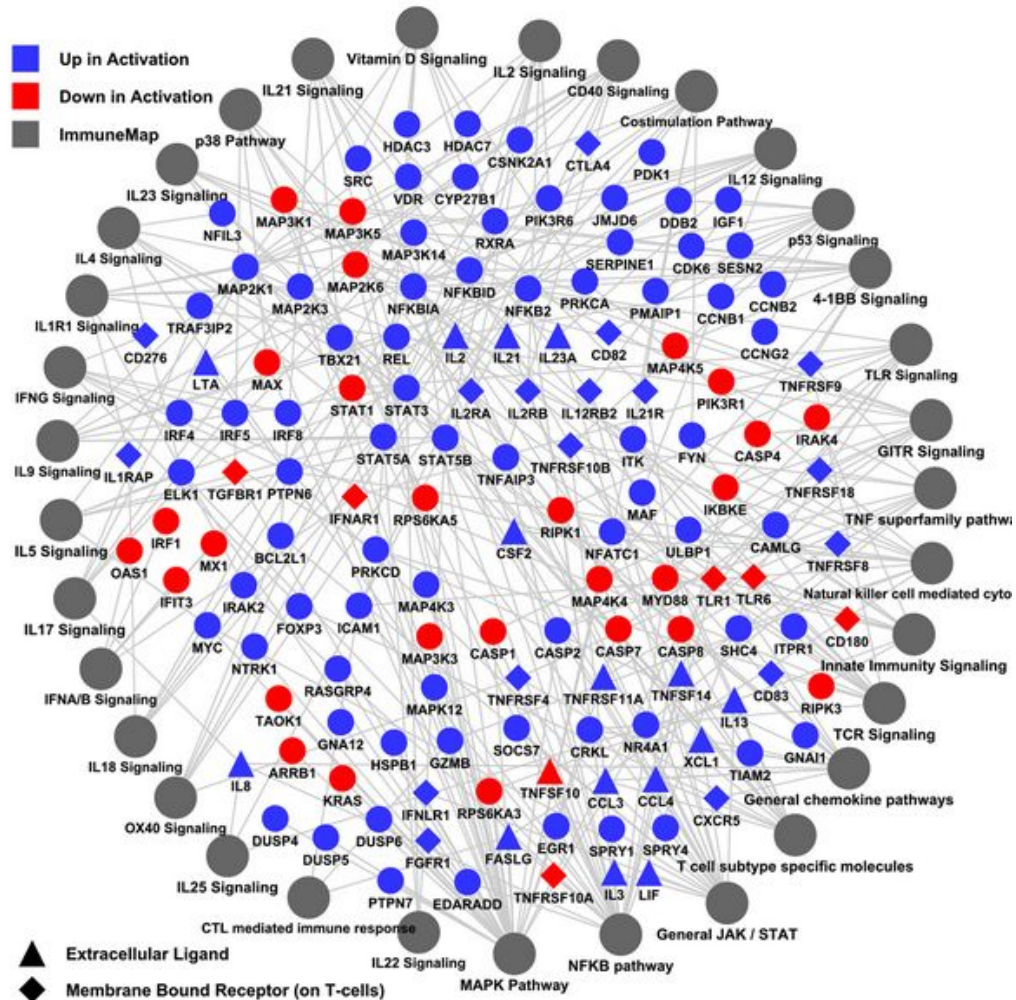 Up in Activation
Down in Activation
ImmuneMap
Vitamin D Signaling
IL2 Signaling
IL21 Signaling
CD40 Signaling
Costimulation Pathway
p38 Pathway
HDAC3
HDAC7
CSNK2A1
CTLA4
PDK1
IL12 Signaling
IL23 Signaling
SRC
VDR
CYP27B1
MAP3K1
MAP3K5
PIK3R6
JMJD6
DDB2
IGF1
p53 Signaling
NFIL3
MAP3K14
RXRA
IL4 Signaling
SERPINE1
CDK6
SESN2
MAP2K1
MAP2K3
MAP2K6
NFKBIA
NFKBID
NFKB2
PRKCA
PMAIP1
CCNB1
CCNB2
4-1BB Signaling
IL1R1 Signaling
TRAF3IP2
CD276
LTA
TBX21
REL
IL2
IL21
IL23A
CD82
MAP4K5
CCNG2
TNFRSF9
TLR Signaling
IFNG Signaling
MAX
STAT1
STAT3
IL2RA
IL2RB
IL12RB2
IL21R
PIK3R1
IRAK4
IRF4
IRF5
IRF8
STAT5A
STAT5B
TNFRSF10B
ITK
FYN
CASP4
GITR Signaling
IL9 Signaling
IL1RAP
ELK1
TGFBR1
PTPN6
TNFAIP3
TNFRSF18
IFNAR1
RPS6KA5
MAF
IKBKE
TNF superfamily pathwa
IL5 Signaling
IRF1
OAS1
MX1
BCL2L1
CSF2
RIPK1
NFATC1
ULBP1
CAMLG
TNFRSF8
PRKCD
IFIT3
Natural killer cell mediated cyto
IL17 Signaling
IRAK2
FOXP3
ICAM1
MAP4K3
MAP4K4
MYD88
TLR1
TLR6
CD180
MYC
NTRK1
MAP3K3
CASP1
CASP2
CASP7
CASP8
SHC4
ITPR1
Innate Immunity Signaling
IFNA/B Signaling
RASGRP4
MAPK12
TNFRSF4
TNFRSF11A
TNFSF14
CD83
RIPK3
TAOK1
IL13
TCR Signaling
GNA12
IL18 Signaling
HSPB1
GZMB
SOCS7
CRKL
NR4A1
XCL1
TIAM2
GNAI1
ARRB1
IL8
KRAS
IFNLR1
RPS6KA3
TNFSF10
CCL3
CCL4
CXCR5
General chemokine pathways
OX40 Signaling
DUSP4
DUSP5
DUSP6
FGFR1
FASLG
EGR1
SPRY1
SPRY4
T cell subtype specific molecules
IL25 Signaling
PTPN7
EDARADD
TNFRSF10A
IL3
LIF
CTL mediated immune response
General JAK / STAT
IL22 Signaling
NFKB pathway
MAPK Pathway
Extracellular Ligand
Membrane Bound Receptor (on T-cells)